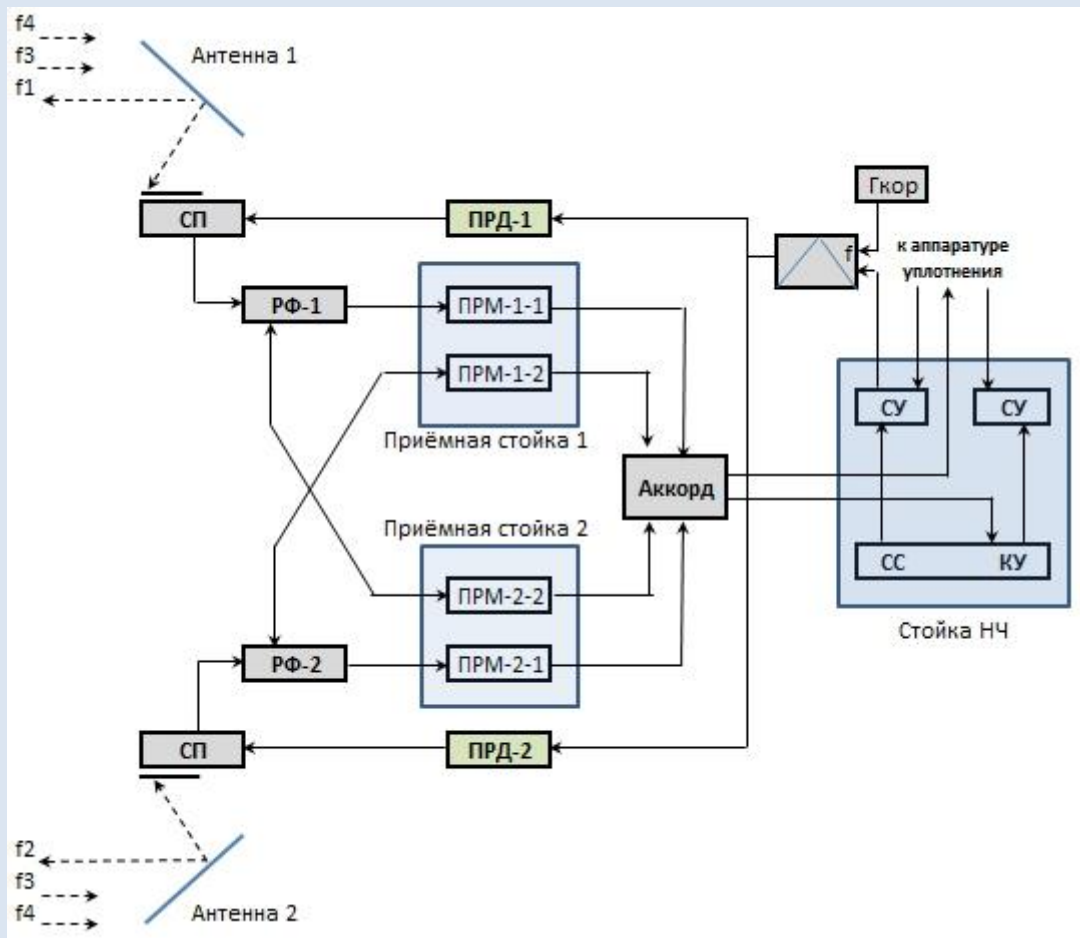 f4
f3
f1
Антенна 1
СП
ПРД-1
Гкор
f
к аппаратуре
уплотнения
РФ-1
ПРМ-1-1
ПРМ-1-2
Приёмная стойка 1
СУ
СУ
Аккорд
Приёмная стойка 2
СС
КУ
ПРМ-2-2
Стойка НЧ
РФ-2
ПРМ-2-1
СП
ПРД-2
f2
f3
f4
Антенна 2